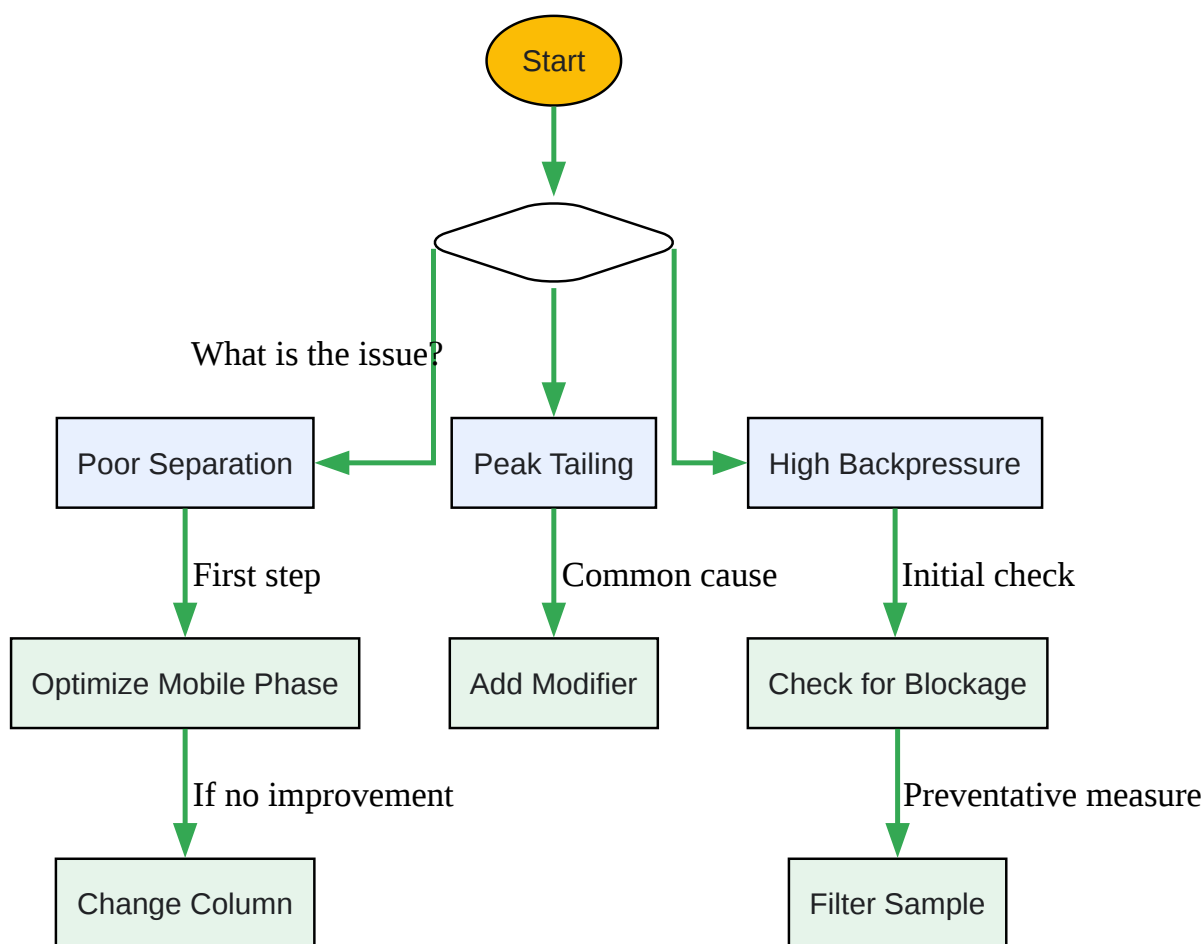 Start
What is the issue?
Poor Separation
Peak Tailing
High Backpressure
First step
Common cause
Initial check
Optimize Mobile Phase
Add Modifier
Check for Blockage
If no improvement
Preventative measure
Change Column
Filter Sample